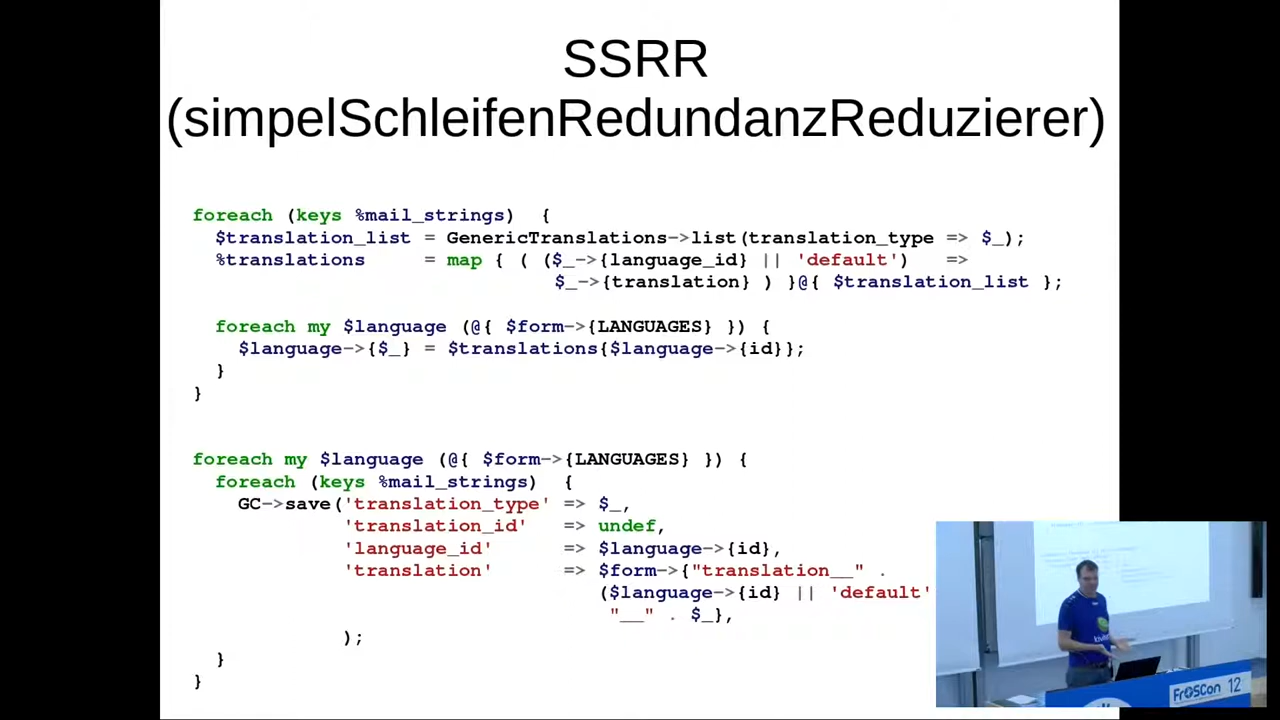 SSRR
(simpelSchleifenRedundanzReduzierer)
foreach (keys %mail_strings)  {
  $translation_list = GenericTranslations->list(translation_type => $_);
  %translations     = map { ( ($_->{language_id} || 'default')   =>
                               $_->{translation} ) }@{ $translation_list };
  foreach my $language (@{ $form->{LANGUAGES} }) {
    $language->{$_} = $translations{$language->{id}};
  }
}
foreach my $language (@{ $form->{LANGUAGES} }) {
  foreach (keys %mail_strings)  {
    GC->save('translation_type' => $_,
             'translation_id'   => undef,
             'language_id'      => $language->{id},
             'translation'      => $form->{"translation__" .
                                   ($language->{id} || 'default'
                                    "__" . $_},
             );
  }
}
FrOSCon 12